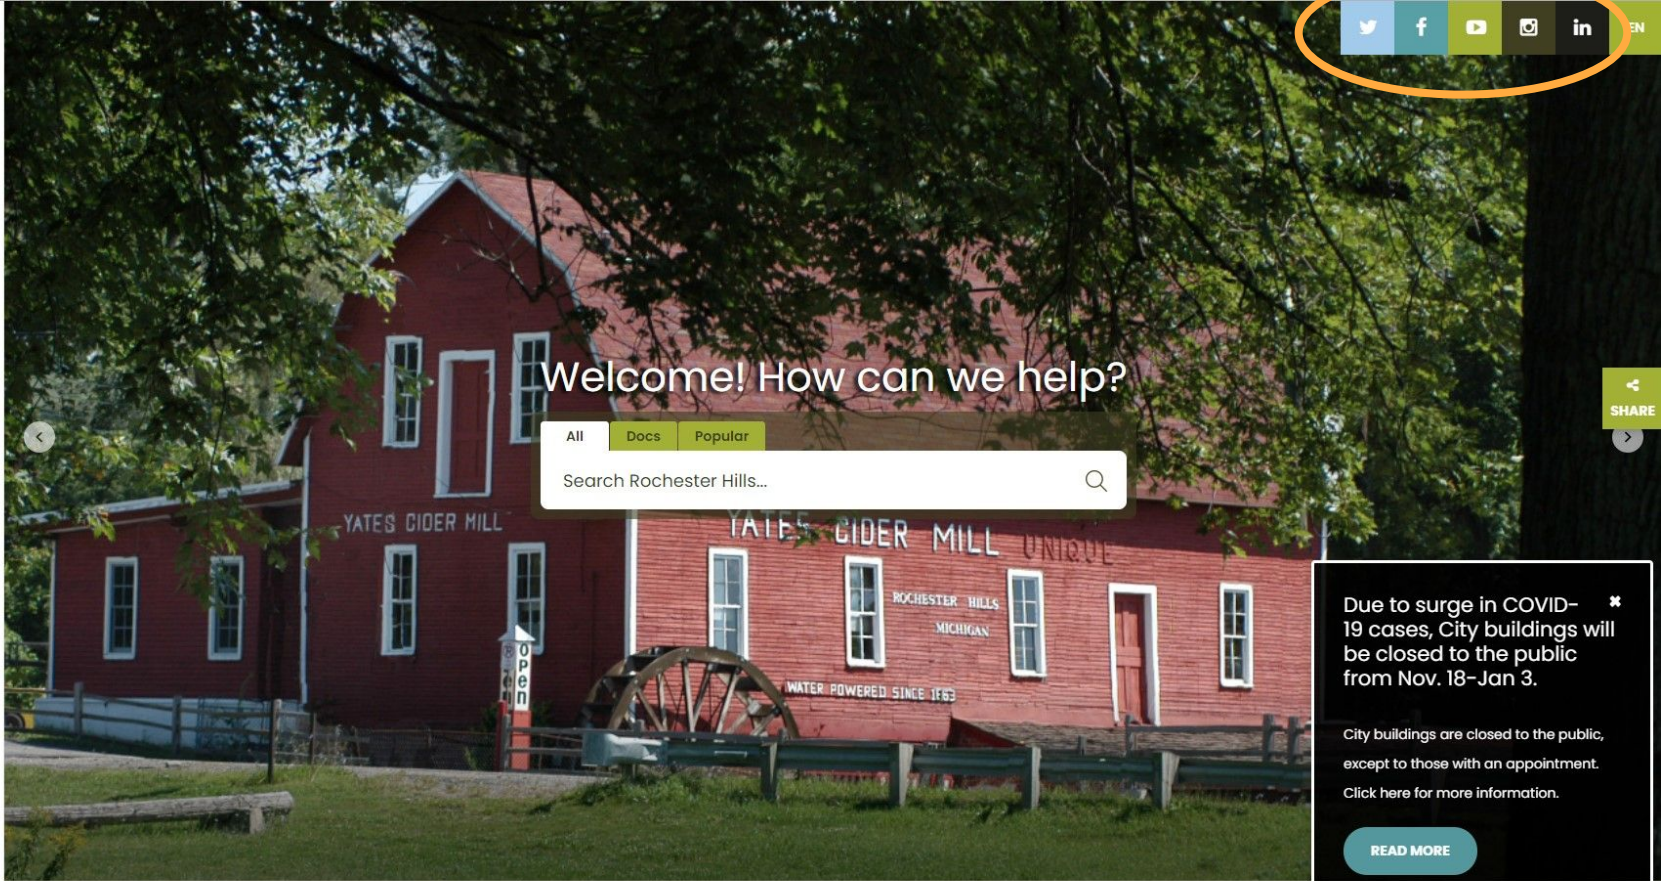 EN
Welcome! How can we help?
All Docs Popular
Search Rochester Hills...
SHARE
YATES CIDER MILL
YATES CIDER MILL UNIQUE
ROCHESTER HILLS
MICHIGAN
WATER POWERED SINCE 1863
OPEN
Due to surge in COVID-
19 cases, City buildings will
be closed to the public
from Nov. 18-Jan 3.
City buildings are closed to the public,
except to those with an appointment.
Click here for more information.
READ MORE